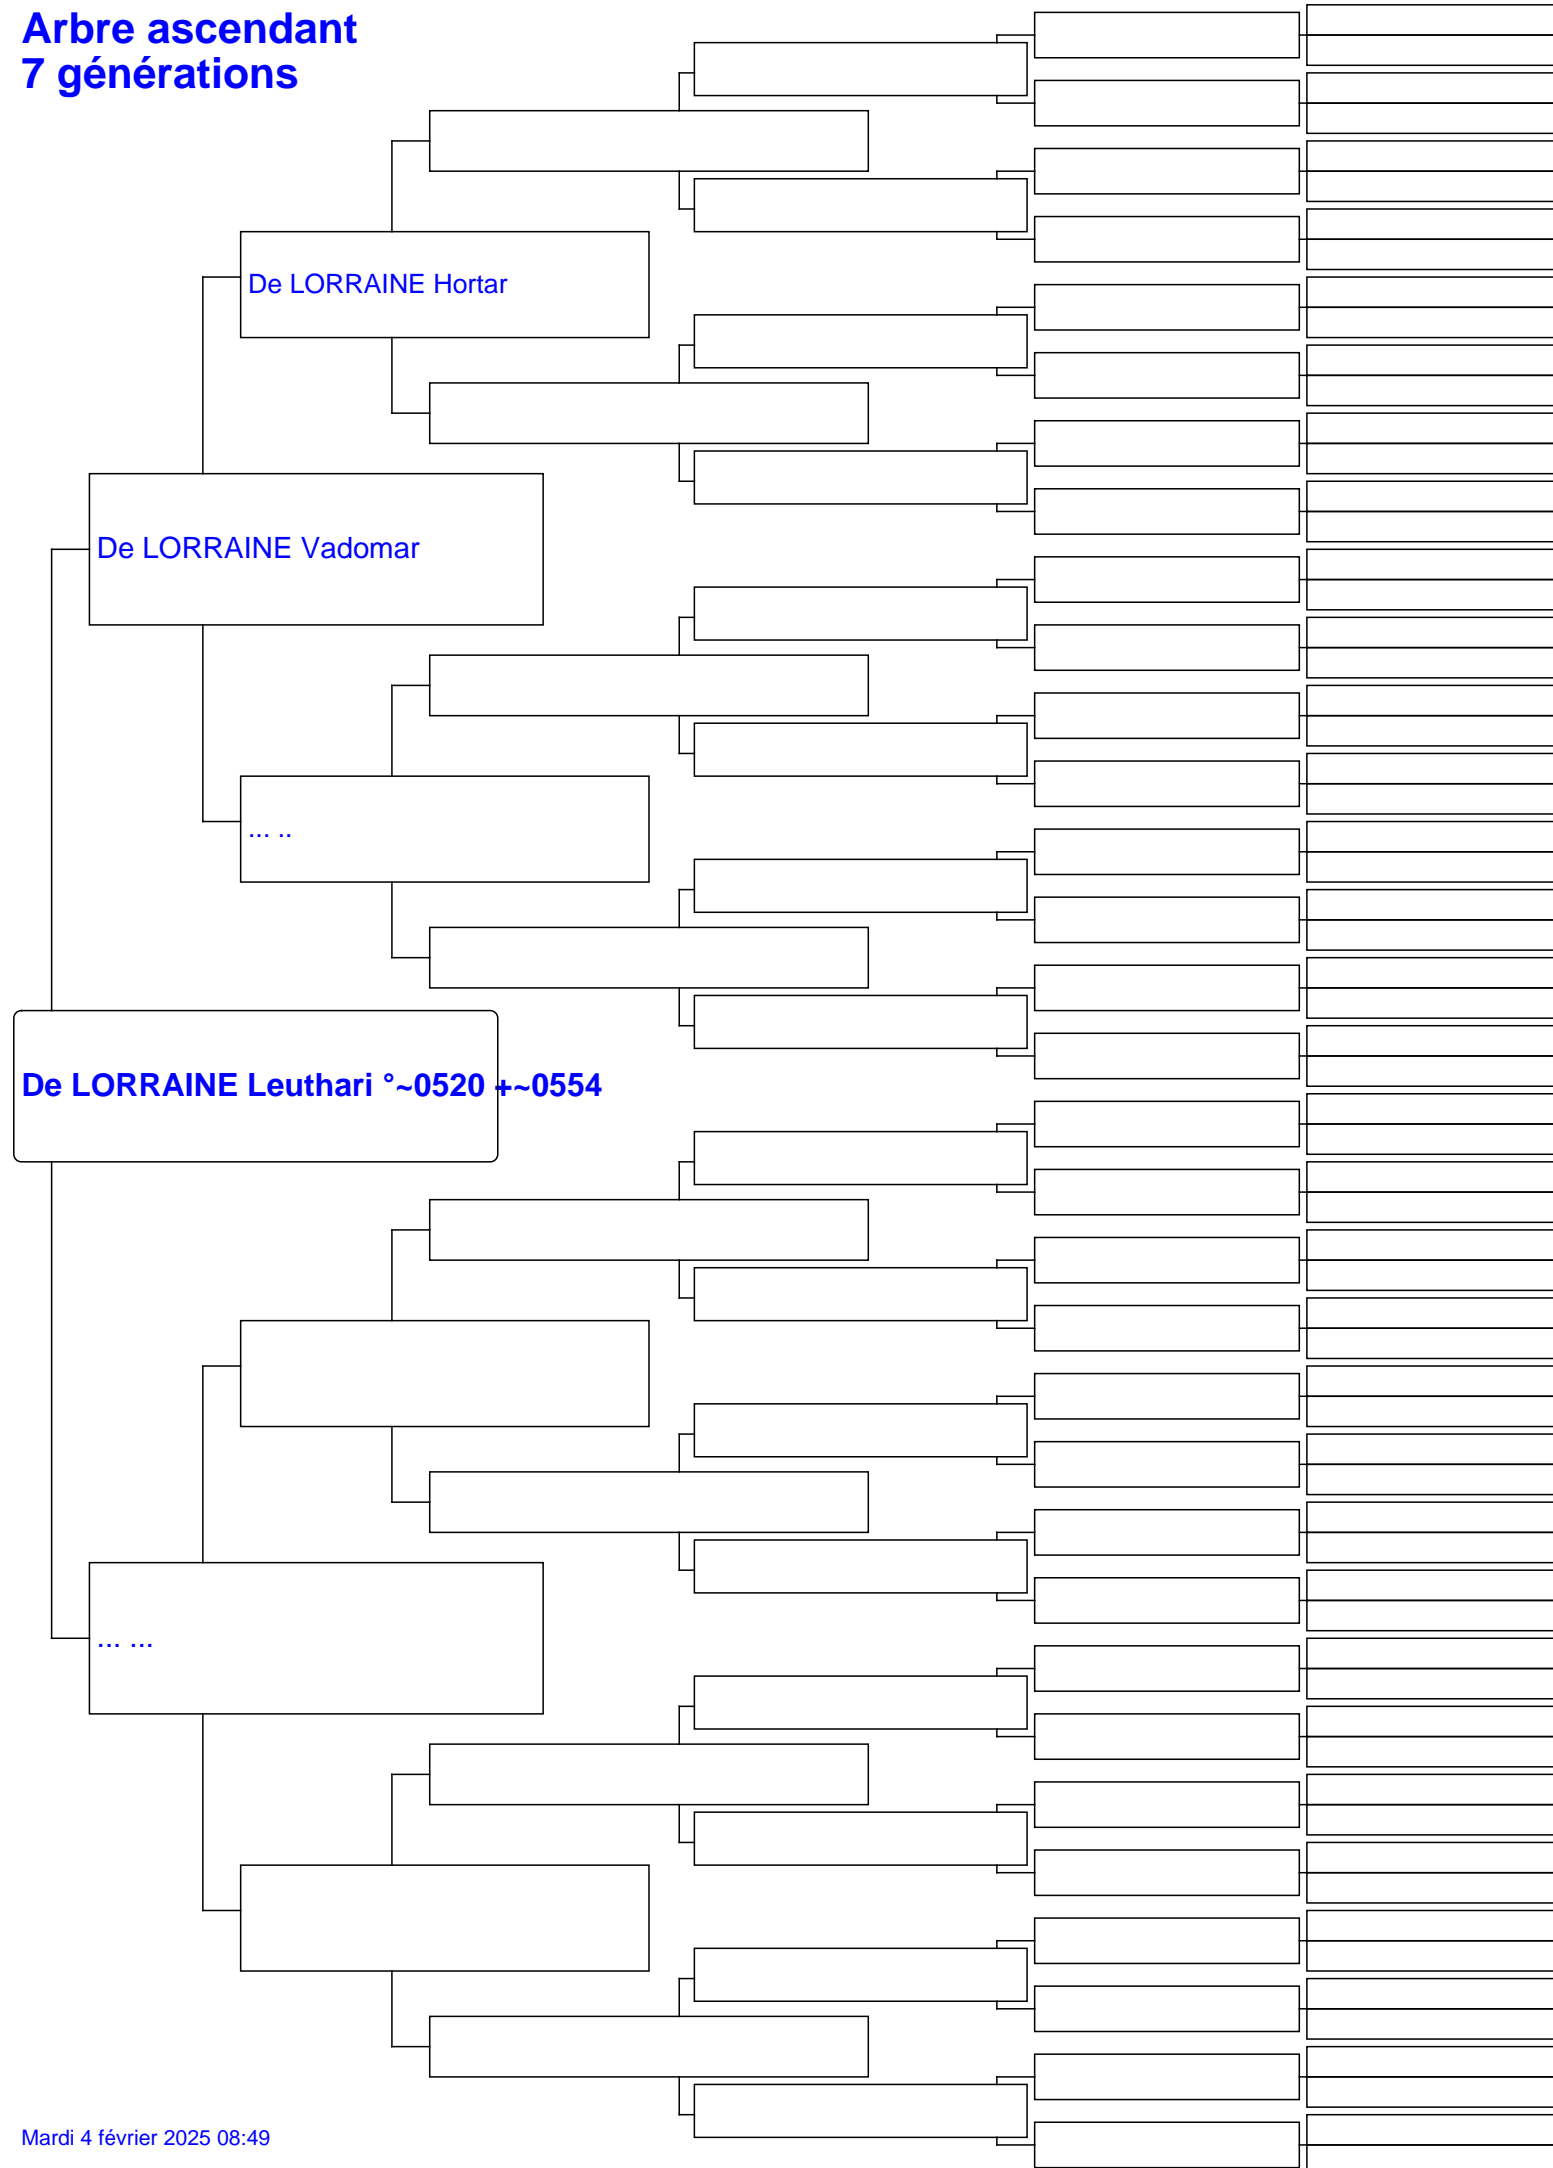 Arbre ascendant
7 générations
De LORRAINE Hortar
De LORRAINE Vadomar
... ..
De LORRAINE Leuthari °~0520 +~0554
... ...
Mardi 4 février 2025 08:49